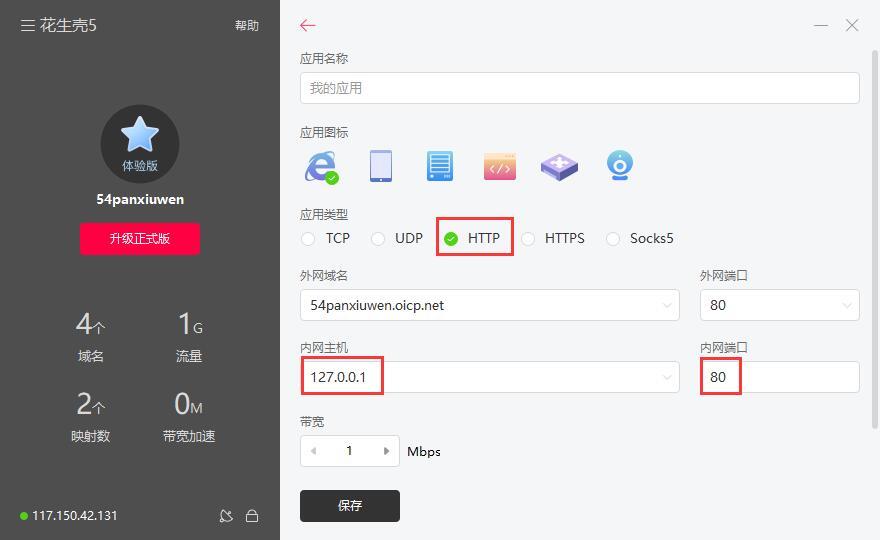 花生壳5
帮助
体验版
54panxiuwen
升级正式版
4个
1G
域名
流量
2个
0M
映射数
带宽加速
117.150.42.131
应用名称
我的应用
应用图标
应用类型
TCP
UDP
HTTP
HTTPS
Socks5
外网域名
外网端口
54panxiuwen.oicp.net
80
内网主机
内网端口
127.0.0.1
80
带宽
1
Mbps
保存